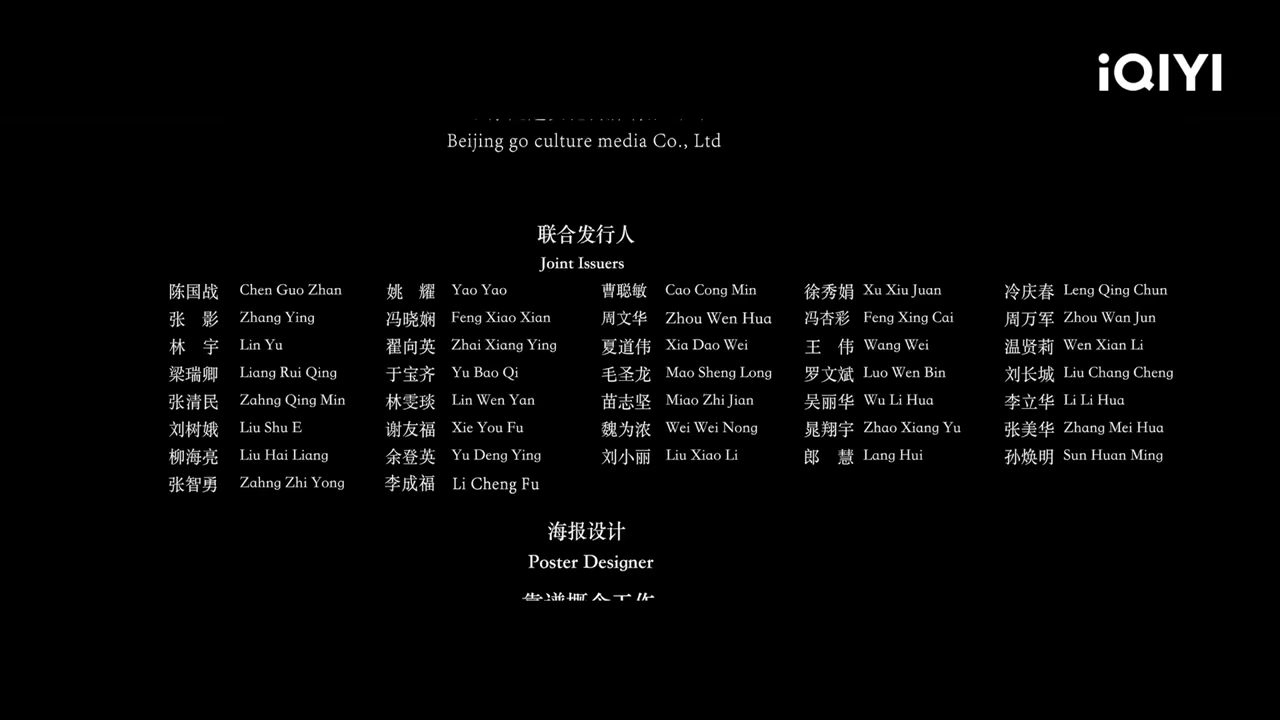 iQIYI
Beijing go culture media Co., Ltd
联合发行人
Joint Issuers
陈国战 Chen Guo Zhan 姚 耀 Yao Yao 曹聪敏 Cao Cong Min 徐秀娟 Xu Xiu Juan 冷庆春 Leng Qing Chun
张 影 Zhang Ying 冯晓娴 Feng Xiao Xian 周文华 Zhou Wen Hua 冯杏彩 Feng Xing Cai 周万军 Zhou Wan Jun
林 宇 Lin Yu 翟向英 Zhai Xiang Ying 夏道伟 Xia Dao Wei 王 伟 Wang Wei 温贤莉 Wen Xian Li
梁瑞卿 Liang Rui Qing 于宝齐 Yu Bao Qi 毛圣龙 Mao Sheng Long 罗文斌 Luo Wen Bin 刘长城 Liu Chang Cheng
张清民 Zahng Qing Min 林雯琰 Lin Wen Yan 苗志坚 Miao Zhi Jian 吴丽华 Wu Li Hua 李立华 Li Li Hua
刘树娥 Liu Shu E 谢友福 Xie You Fu 魏为浓 Wei Wei Nong 晁翔宇 Zhao Xiang Yu 张美华 Zhang Mei Hua
柳海亮 Liu Hai Liang 余登英 Yu Deng Ying 刘小丽 Liu Xiao Li 郎 慧 Lang Hui 孙焕明 Sun Huan Ming
张智勇 Zahng Zhi Yong 李成福 Li Cheng Fu
海报设计
Poster Designer